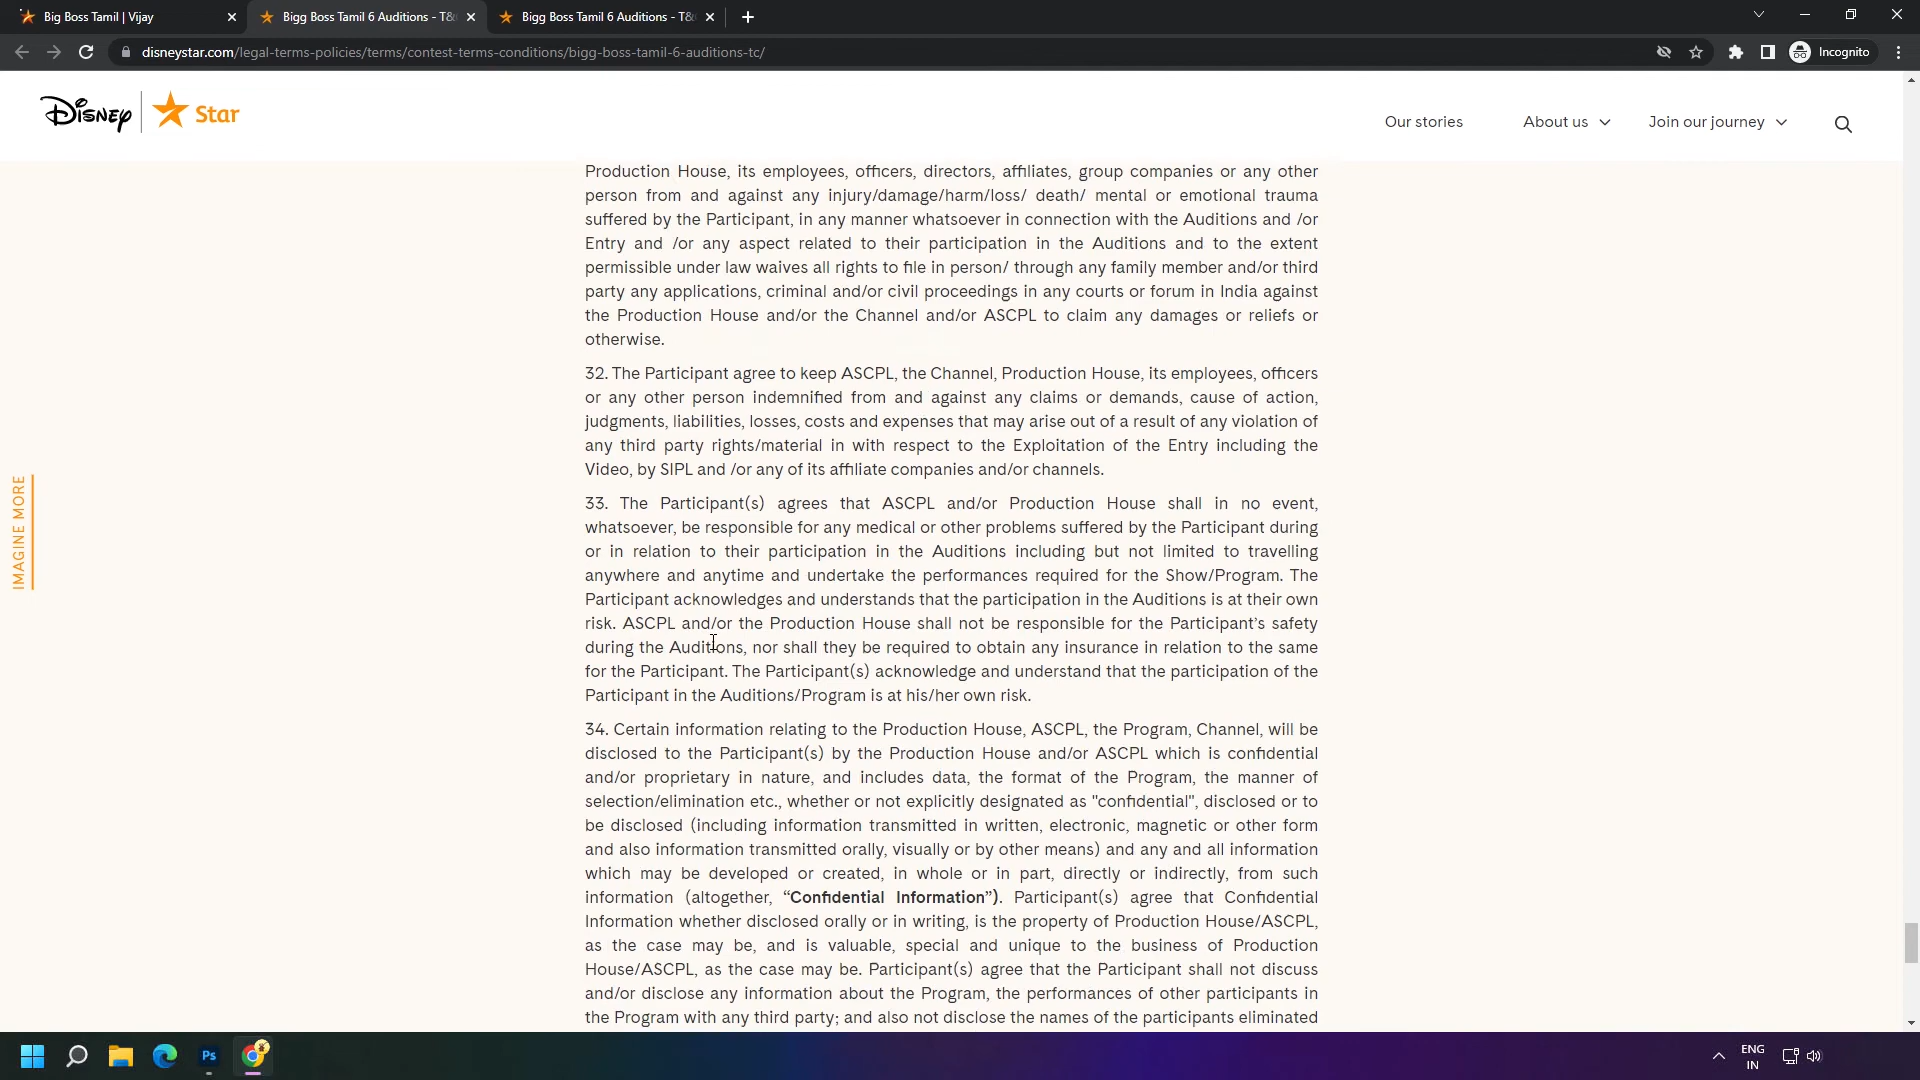 Big Boss Tamil | Vijay
Bigg Boss Tamil 6 Auditions - T&
Bigg Boss Tamil 6 Auditions - T&
disneystar.com/legal-terms-policies/terms/contest-terms-conditions/bigg-boss-tamil-6-auditions-tc/
Incognito
Disney Star
Our stories
About us
Join our journey
IMAGINE MORE
Production House, its employees, officers, directors, affiliates, group companies or any other
person from and against any injury/damage/harm/loss/ death/ mental or emotional trauma
suffered by the Participant, in any manner whatsoever in connection with the Auditions and /or
Entry and /or any aspect related to their participation in the Auditions and to the extent
permissible under law waives all rights to file in person/ through any family member and/or third
party any applications, criminal and/or civil proceedings in any courts or forum in India against
the Production House and/or the Channel and/or ASCPL to claim any damages or reliefs or
otherwise.
32. The Participant agree to keep ASCPL, the Channel, Production House, its employees, officers
or any other person indemnified from and against any claims or demands, cause of action,
judgments, liabilities, losses, costs and expenses that may arise out of a result of any violation of
any third party rights/material in with respect to the Exploitation of the Entry including the
Video, by SIPL and /or any of its affiliate companies and/or channels.
33. The Participant(s) agrees that ASCPL and/or Production House shall in no event,
whatsoever, be responsible for any medical or other problems suffered by the Participant during
or in relation to their participation in the Auditions including but not limited to travelling
anywhere and anytime and undertake the performances required for the Show/Program. The
Participant acknowledges and understands that the participation in the Auditions is at their own
risk. ASCPL and/or the Production House shall not be responsible for the Participant's safety
during the Auditions, nor shall they be required to obtain any insurance in relation to the same
for the Participant. The Participant(s) acknowledge and understand that the participation of the
Participant in the Auditions/Program is at his/her own risk.
34. Certain information relating to the Production House, ASCPL, the Program, Channel, will be
disclosed to the Participant(s) by the Production House and/or ASCPL which is confidential
and/or proprietary in nature, and includes data, the format of the Program, the manner of
selection/elimination etc., whether or not explicitly designated as "confidential", disclosed or to
be disclosed (including information transmitted in written, electronic, magnetic or other form
and also information transmitted orally, visually or by other means) and any and all information
which may be developed or created, in whole or in part, directly or indirectly, from such
information (altogether, “Confidential Information”). Participant(s) agree that Confidential
Information whether disclosed orally or in writing, is the property of Production House/ASCPL,
as the case may be, and is valuable, special and unique to the business of Production
House/ASCPL, as the case may be. Participant(s) agree that the Participant shall not discuss
and/or disclose any information about the Program, the performances of other participants in
the Program with any third party; and also not disclose the names of the participants eliminated
Ps
ENG
IN